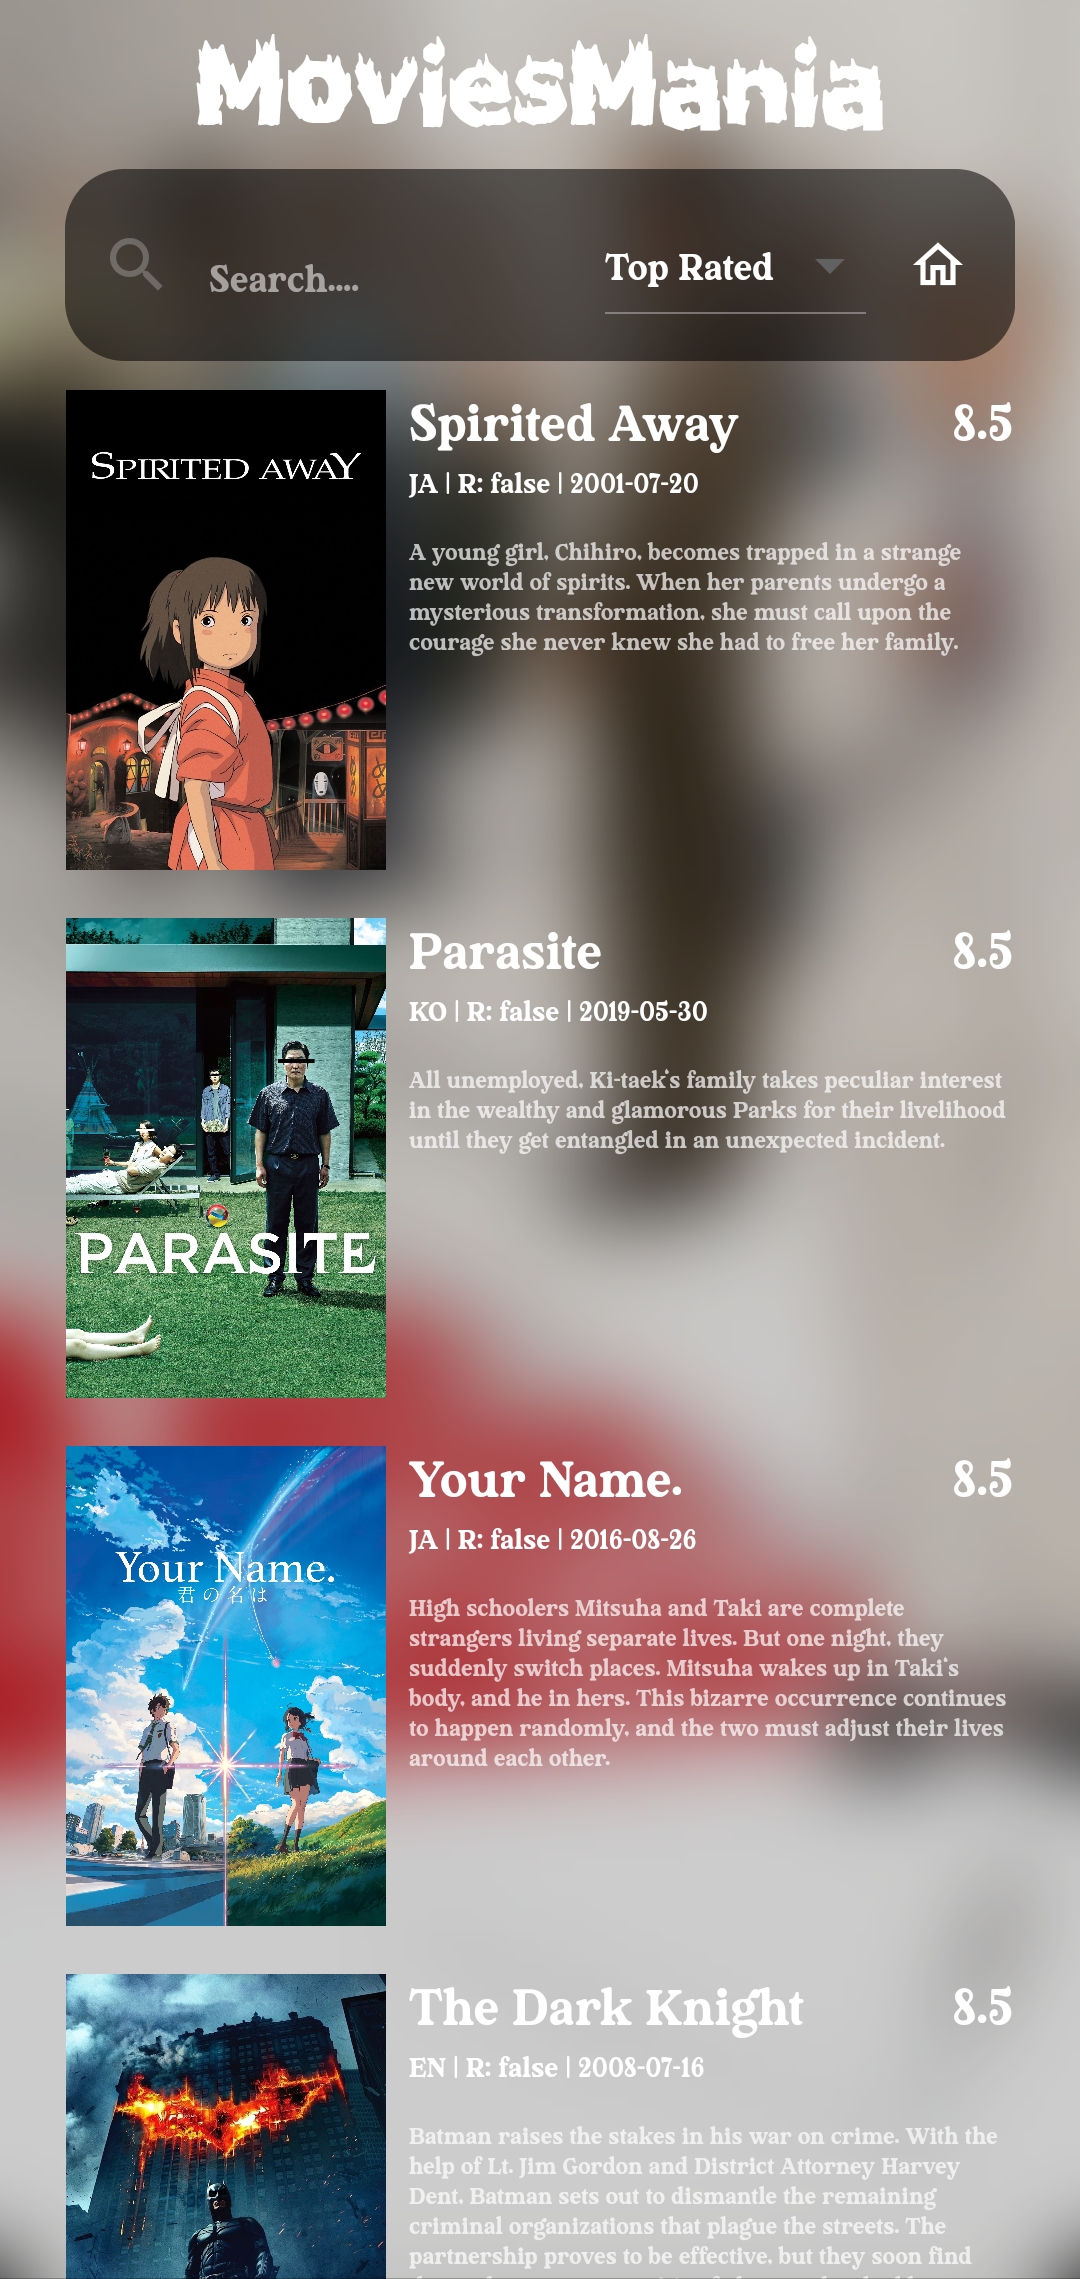 MoviesMania
Search....
Top Rated
SPIRITED AWAY
Spirited Away 8.5
JA | R: false | 2001-07-20
A young girl, Chihiro, becomes trapped in a strange
new world of spirits. When her parents undergo a
mysterious transformation, she must call upon the
courage she never knew she had to free her family.
PARASITE
Parasite 8.5
KO | R: false | 2019-05-30
All unemployed, Ki-taek's family takes peculiar interest
in the wealthy and glamorous Parks for their livelihood
until they get entangled in an unexpected incident.
Your Name.
君の名は
Your Name. 8.5
JA | R: false | 2016-08-26
High schoolers Mitsuha and Taki are complete
strangers living separate lives. But one night, they
suddenly switch places. Mitsuha wakes up in Taki's
body, and he in hers. This bizarre occurrence continues
to happen randomly, and the two must adjust their lives
around each other.
The Dark Knight 8.5
EN | R: false | 2008-07-16
Batman raises the stakes in his war on crime. With the
help of Lt. Jim Gordon and District Attorney Harvey
Dent, Batman sets out to dismantle the remaining
criminal organizations that plague the streets. The
partnership proves to be effective, but they soon find